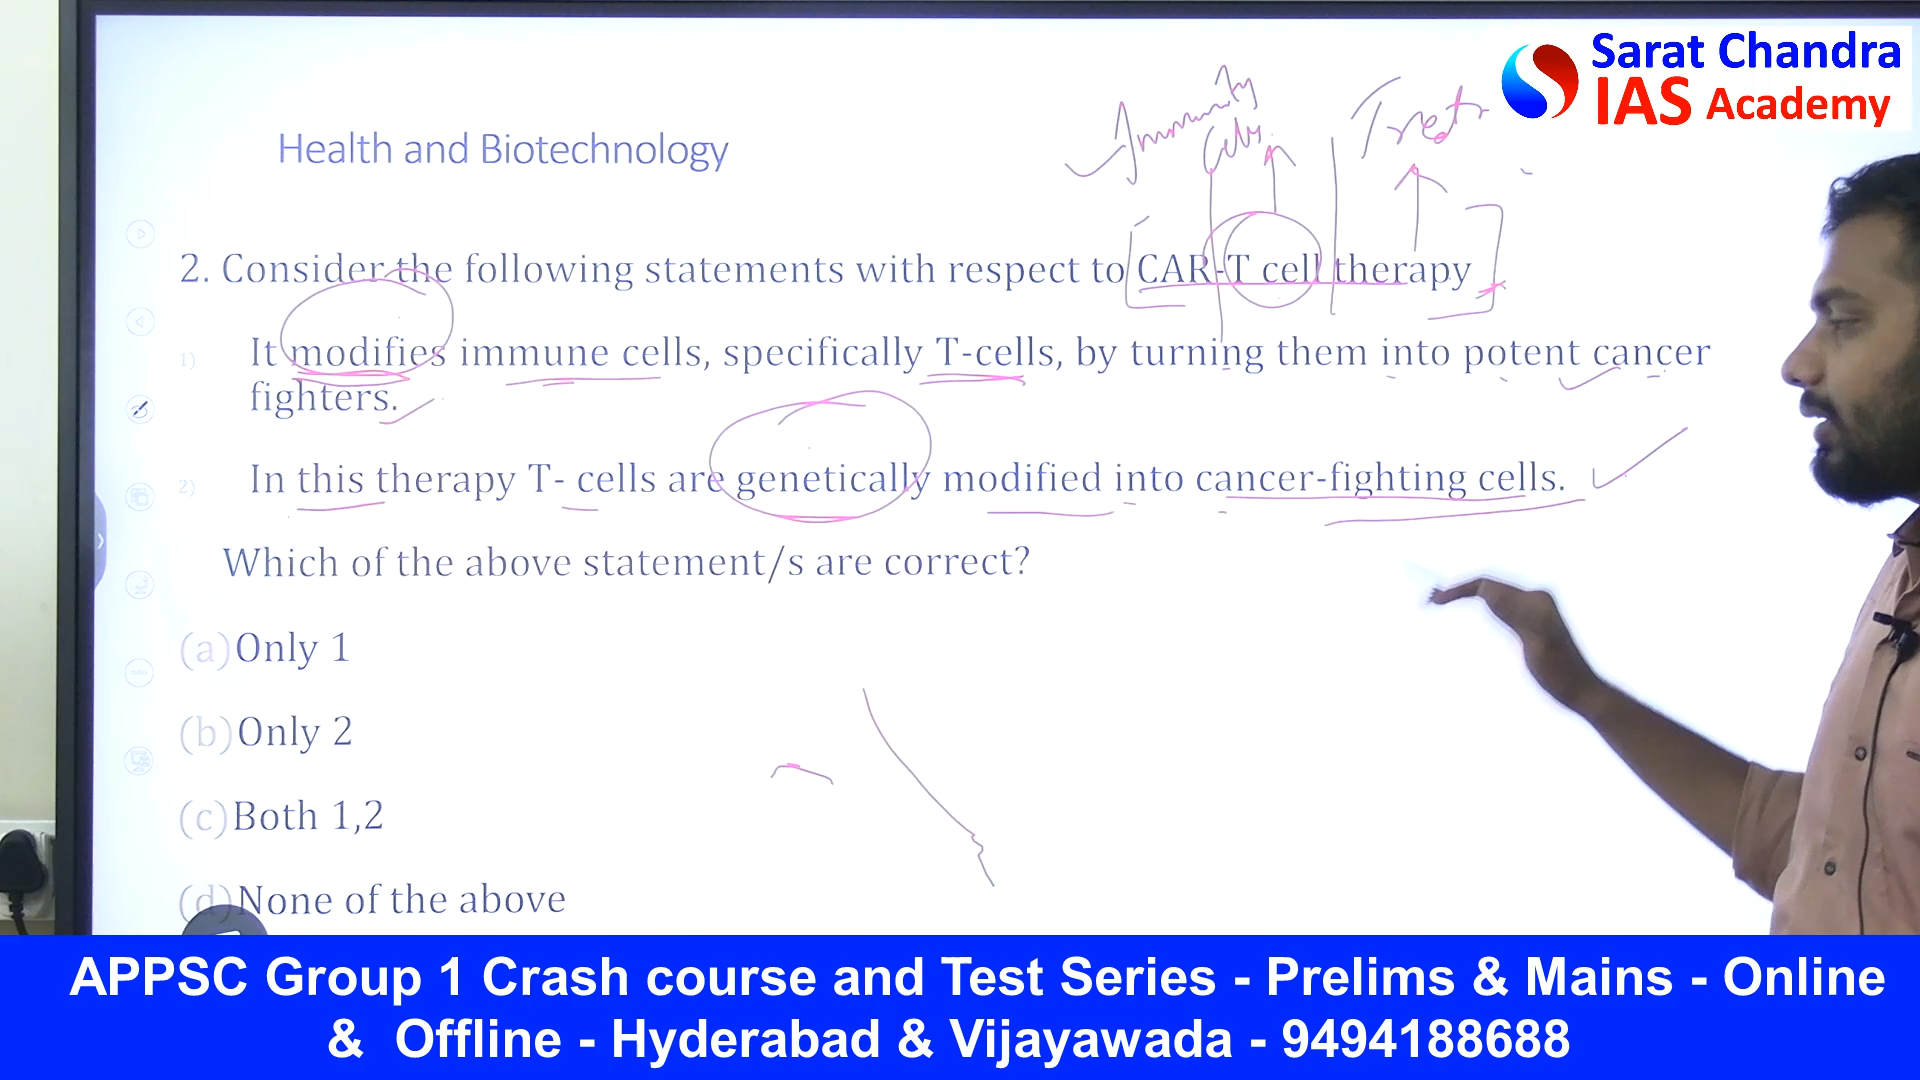 Sarat Chandra
IAS Academy
Immunity
Cells
Health and Biotechnology
2. Consider the following statements with respect to CAR-T cell therapy
1) It modifies immune cells, specifically T-cells, by turning them into potent cancer
fighters.
2) In this therapy T- cells are genetically modified into cancer-fighting cells.
Which of the above statement/s are correct?
(a) Only 1
(b) Only 2
(c) Both 1,2
(d) None of the above
APPSC Group 1 Crash course and Test Series - Prelims & Mains - Online
& Offline - Hyderabad & Vijayawada - 9494188688